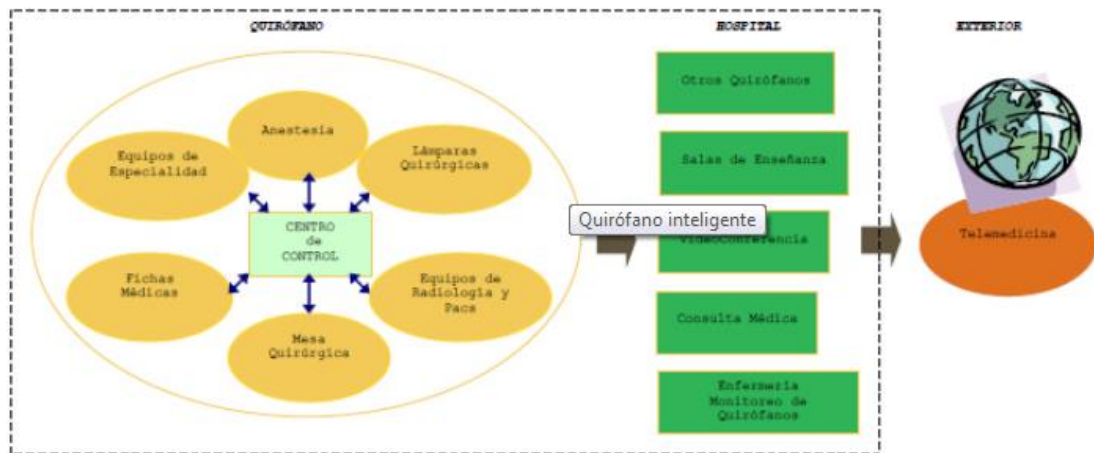 QUIRÓFANO
HOSPITAL
EXTERIOR
Anestesia
Equipos de
Especialidad
Lámparas
Quirúrgicas
CENTRO
de
CONTROL
Fichas
Médicas
Equipos de
Radiología y
Pacs
Mesa
Quirúrgica
Otros Quirófanos
Salas de Enseñanza
Quirófano inteligente
VideoConferencia
Consulta Médica
Enfermería
Monitoreo de
Quirófanos
Telemedicina